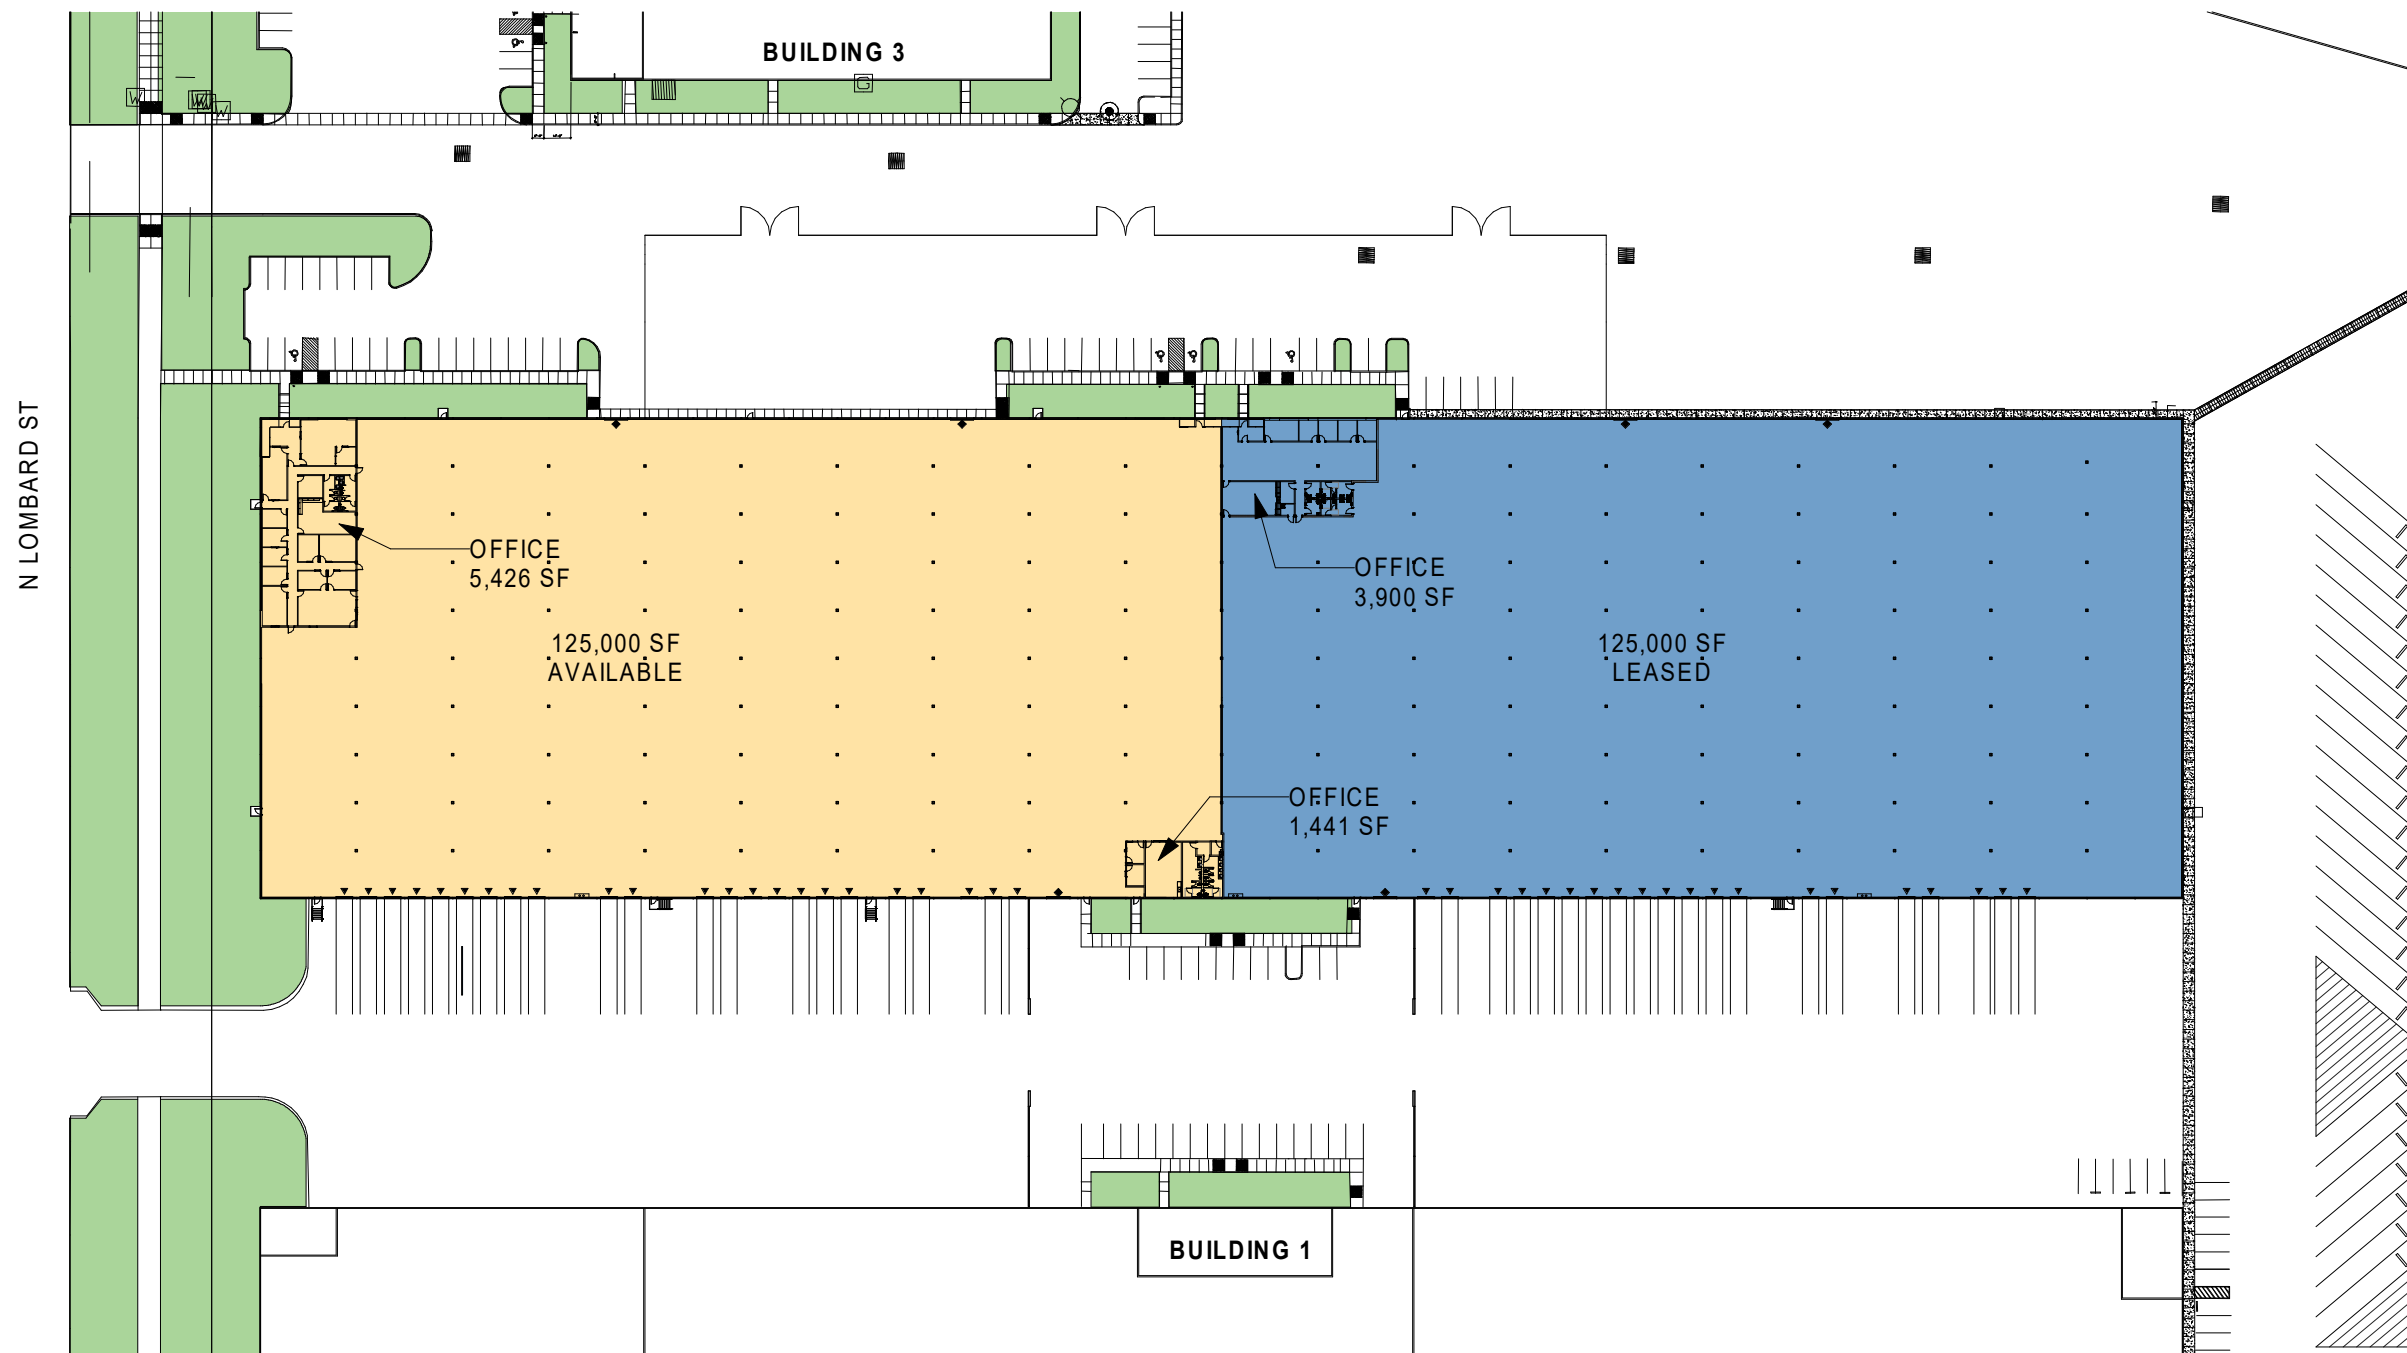 BUILDING 3
G
W
W
W
W
N LOMBARD ST
OFFICE
5,426 SF
OFFICE
3,900 SF
125,000 SF
AVAILABLE
125,000 SF
LEASED
OFFICE
1,441 SF
BUILDING 1